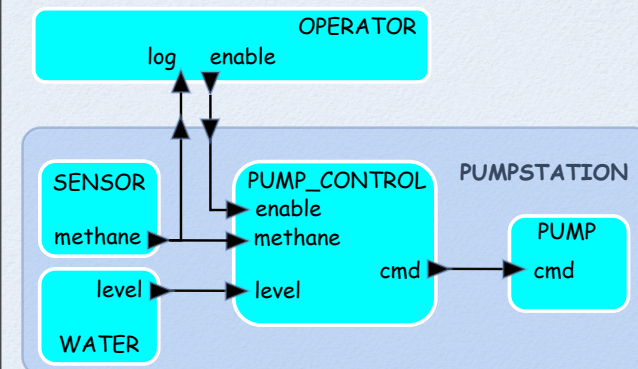 OPERATOR
log enable
PUMPSTATION
SENSOR
methane
PUMP_CONTROL
enable
methane
level
cmd
PUMP
cmd
level
WATER